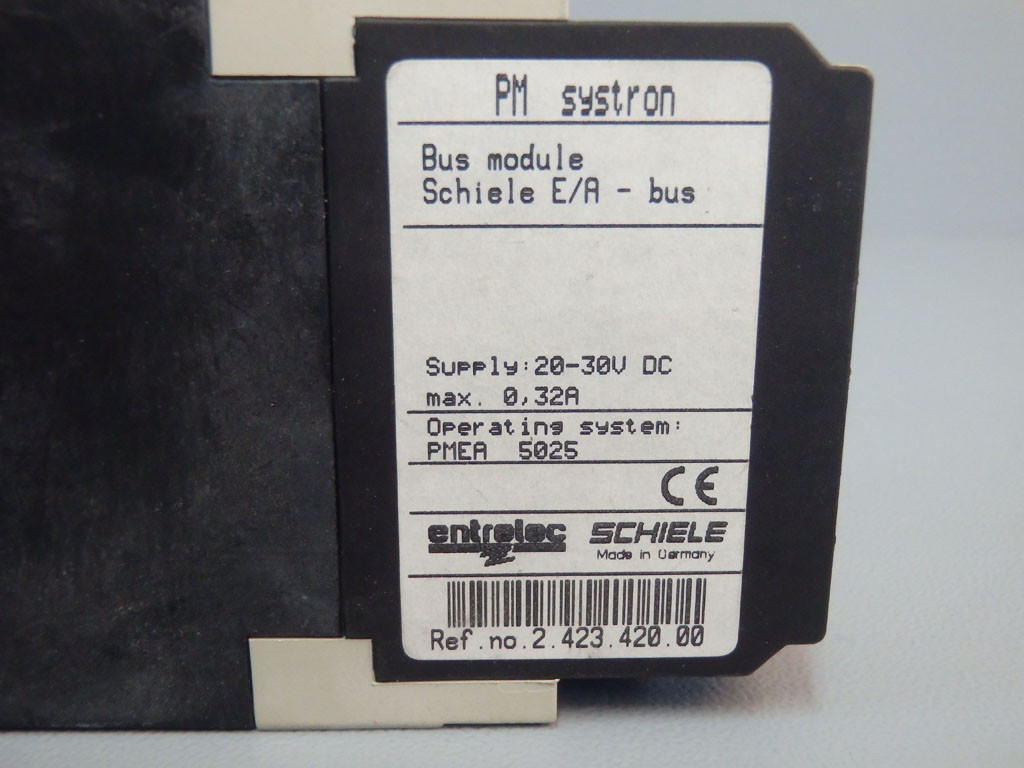 PM systron
Bus module
Schiele E/A - bus
Supply:20-30V DC
max. 0,32A
Operating system:
PMEA 5025
CE
entrelec SCHIELE
Made in Germany
Ref.no.2.423.420.00